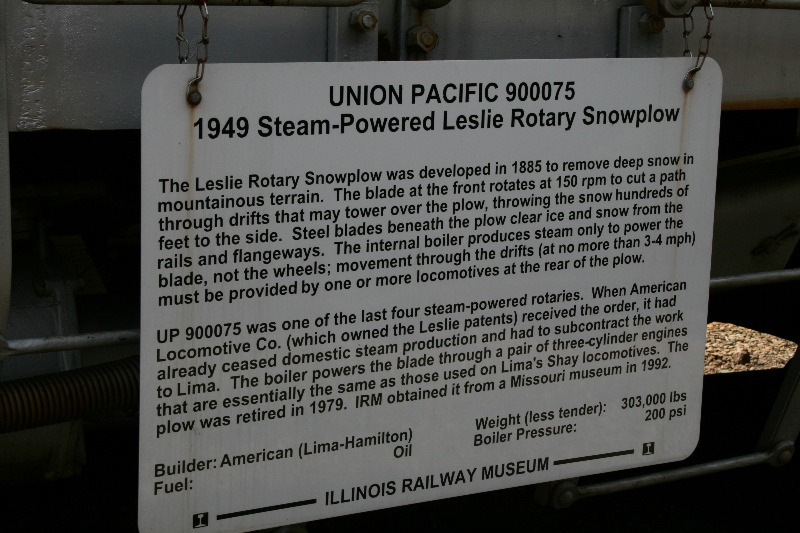 UNION PACIFIC 900075
1949 Steam-Powered Leslie Rotary Snowplow
The Leslie Rotary Snowplow was developed in 1885 to remove deep snow in
mountainous terrain. The blade at the front rotates at 150 rpm to cut a path
through drifts that may tower over the plow, throwing the snow hundreds of
feet to the side. Steel blades beneath the plow clear ice and snow from the
rails and flangeways. The internal boiler produces steam only to power the
blade, not the wheels; movement through the drifts (at no more than 3-4 mph)
must be provided by one or more locomotives at the rear of the plow.
UP 900075 was one of the last four steam-powered rotaries. When American
Locomotive Co. (which owned the Leslie patents) received the order, it had
already ceased domestic steam production and had to subcontract the work
to Lima. The boiler powers the blade through a pair of three-cylinder engines
that are essentially the same as those used on Lima's Shay locomotives. The
plow was retired in 1979. IRM obtained it from a Missouri museum in 1992.
Builder: American (Lima-Hamilton) Weight (less tender): 303,000 lbs
Fuel: Oil Boiler Pressure: 200 psi
ILLINOIS RAILWAY MUSEUM